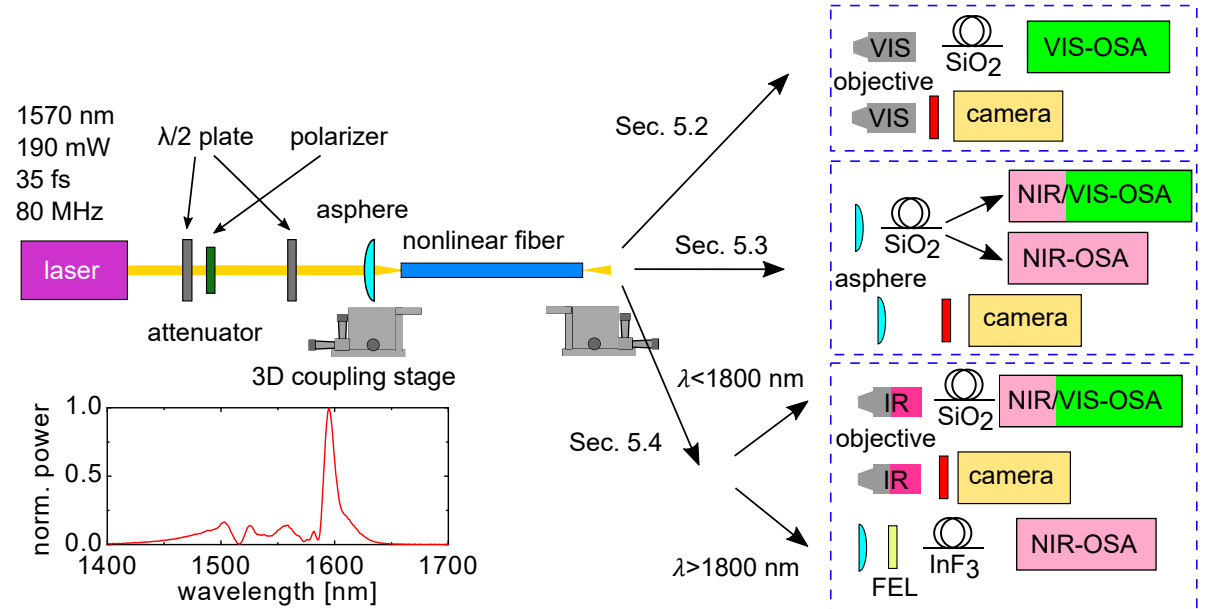 1570 nm
190 mW
35 fs
80 MHz
λ/2 plate
polarizer
asphere
laser
nonlinear fiber
attenuator
3D coupling stage
Sec. 5.2
Sec. 5.3
Sec. 5.4
λ<1800 nm
λ>1800 nm
VIS
SiO2
VIS-OSA
objective
VIS
camera
SiO2
NIR/VIS-OSA
NIR-OSA
asphere
camera
IR
SiO2
NIR/VIS-OSA
objective
IR
camera
FEL
InF3
NIR-OSA
norm. power
1.0
0.5
0.0
1400 1500 1600 1700
wavelength [nm]